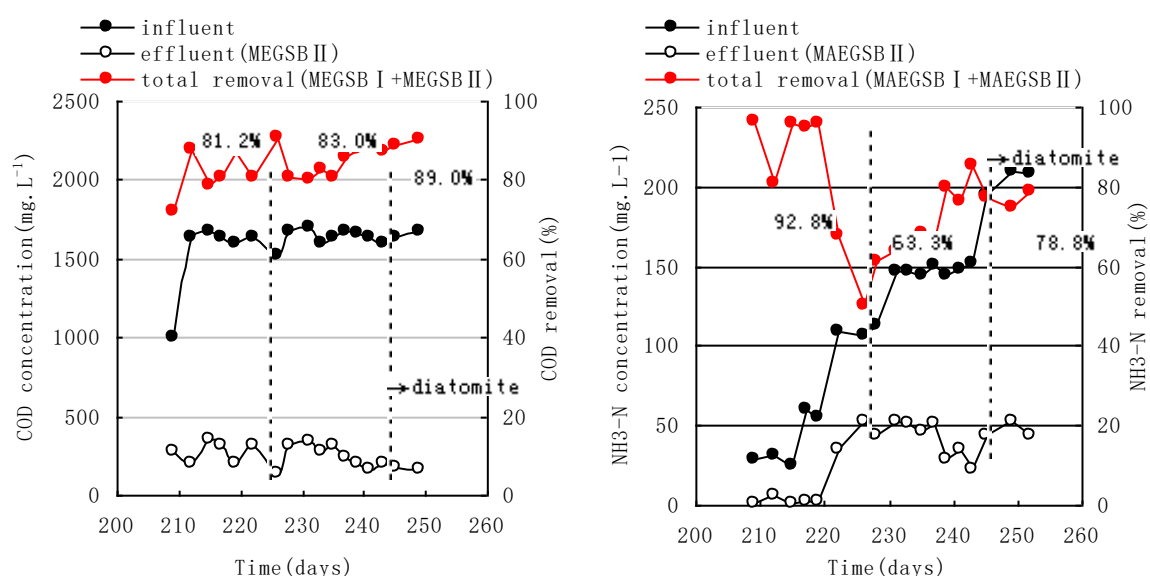 influent
effluent(MEGSBⅡ)
total removal(MEGSBⅠ+MEGSBⅡ)
2500
2000
1500
1000
500
0
COD concentration(mg.L-1)
100
80
60
40
20
0
COD removal(%)
81.2%
83.0%
89.0%
→diatomite
200 210 220 230 240 250 260
Time(days)
influent
effluent(MAEGSBⅡ)
total removal(MAEGSBⅠ+MAEGSBⅡ)
250
200
150
100
50
0
NH3-N concentration(mg.L-1)
100
80
60
40
20
0
NH3-N removal(%)
→diatomite
92.8%
63.3%
78.8%
200 210 220 230 240 250 260
Time(days)